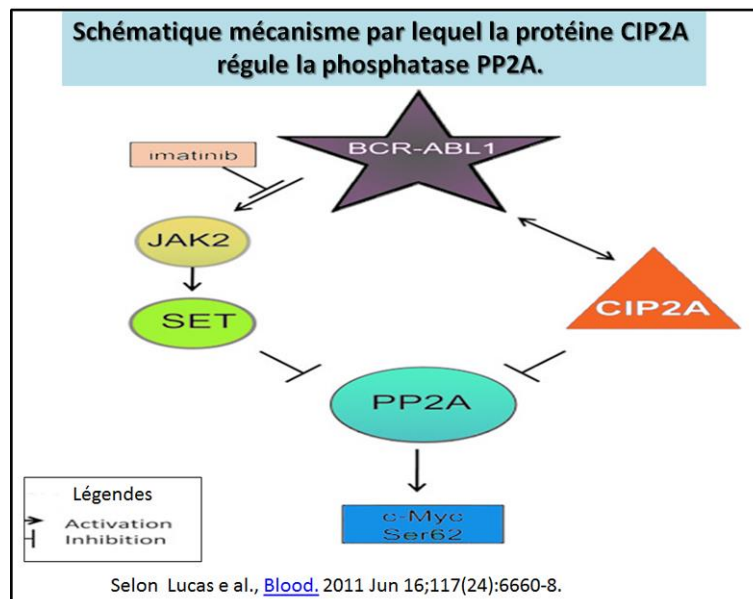 Schématique mécanisme par lequel la protéine CIP2A
régule la phosphatase PP2A.
BCR-ABL1
imatinib
JAK2
SET
CIP2A
PP2A
c-Myc
Ser62
Légendes
Activation
Inhibition
Selon Lucas e al., Blood. 2011 Jun 16;117(24):6660-8.